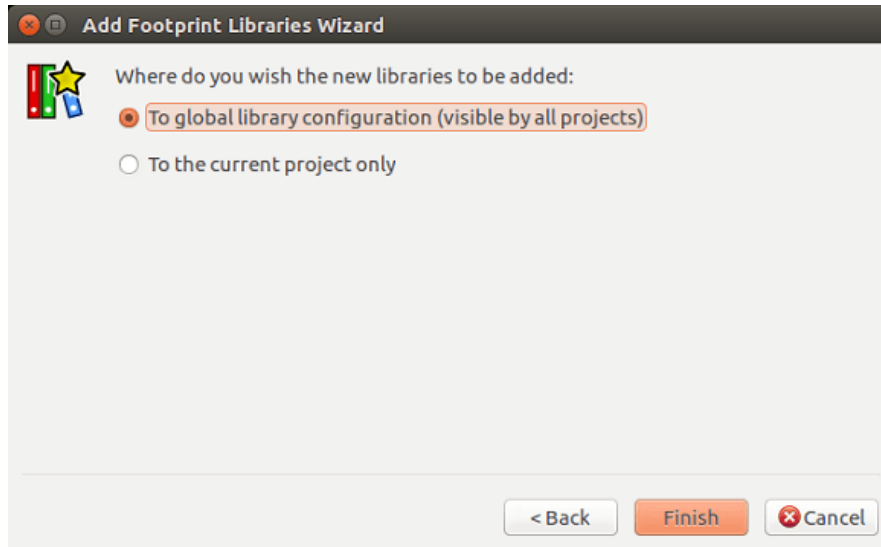 Add Footprint Libraries Wizard
Where do you wish the new libraries to be added:
To global library configuration (visible by all projects)
To the current project only
< Back Finish Cancel